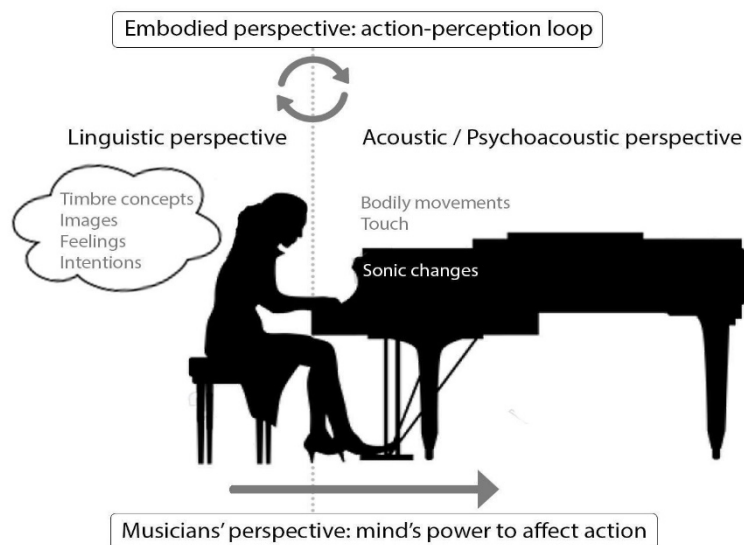 Embodied perspective: action-perception loop
Linguistic perspective
Acoustic / Psychoacoustic perspective
Timbre concepts
Images
Feelings
Intentions
Bodily movements
Touch
Sonic changes
Musicians' perspective: mind's power to affect action